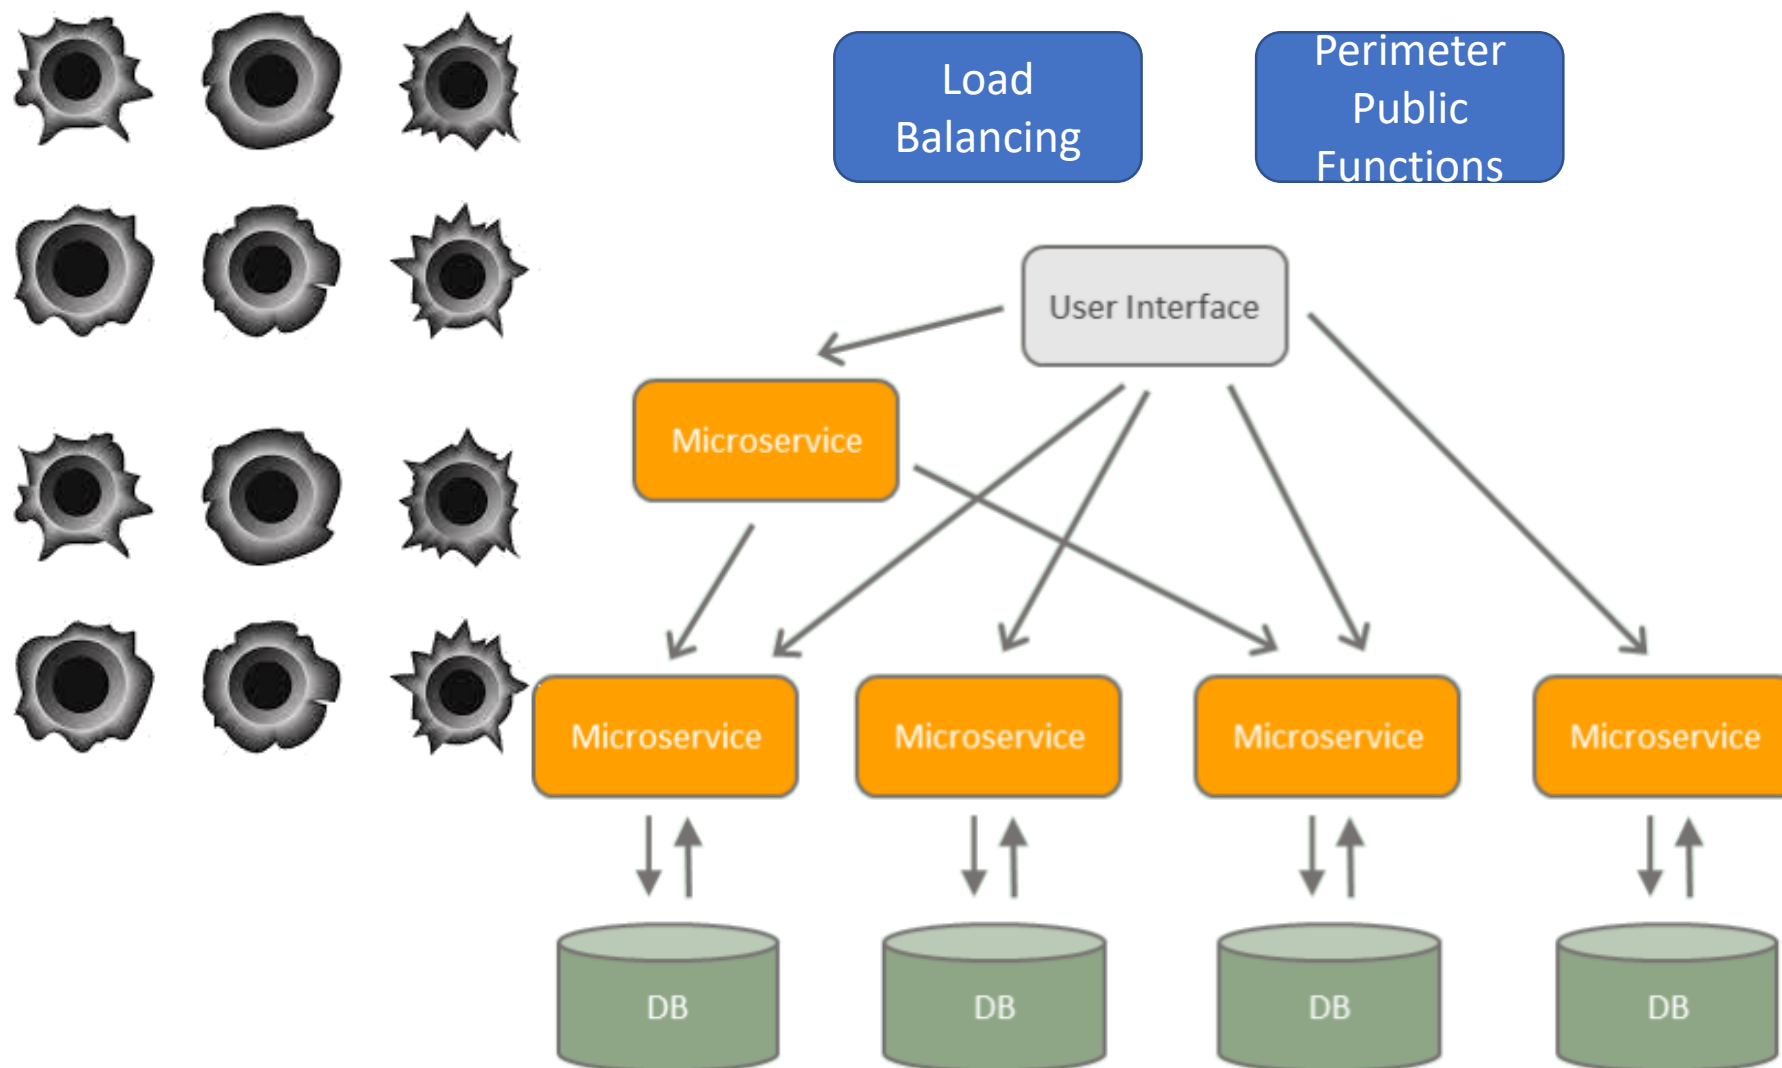 Load
Balancing
Perimeter
Public
Functions
User Interface
Microservice
Microservice
Microservice
Microservice
Microservice
DB
DB
DB
DB